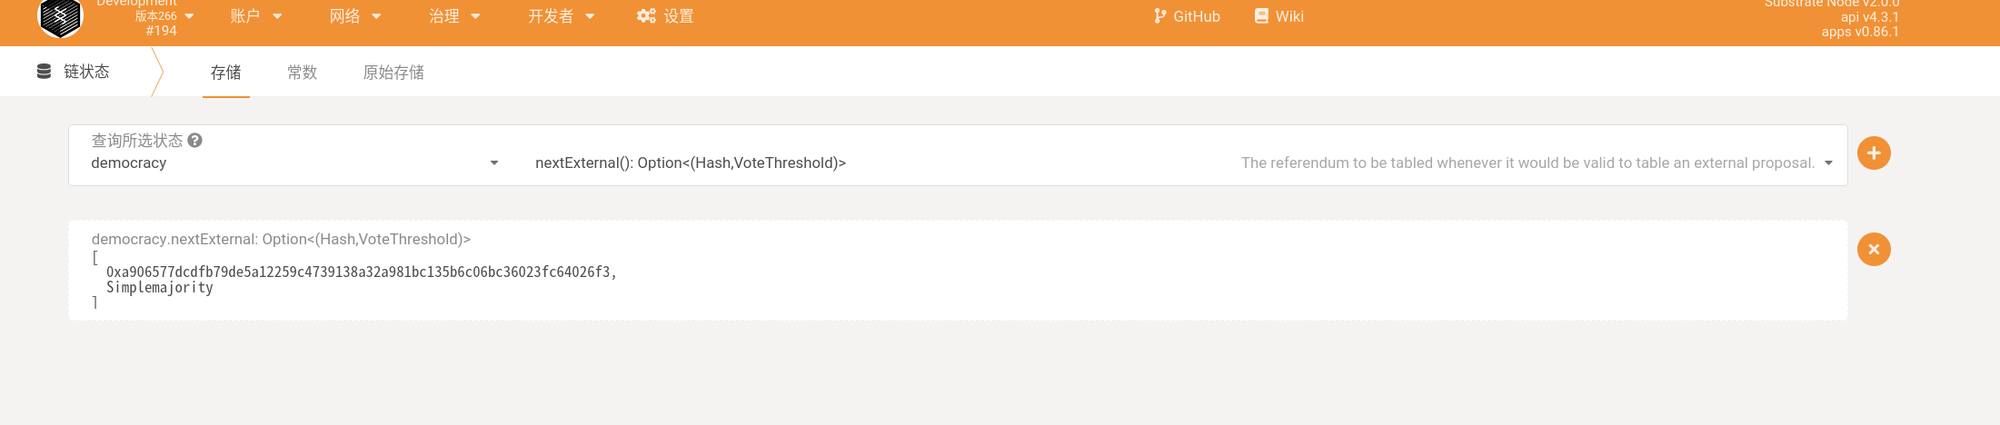 Development
版本266
#194
账户
网络
治理
开发者
设置
GitHub
Wiki
Substrate Node v2.0.0
api v4.3.1
apps v0.86.1
链状态
存储
常数
原始存储
查询所选状态
democracy
nextExternal(): Option<(Hash,VoteThreshold)>
The referendum to be tabled whenever it would be valid to table an external proposal.
democracy.nextExternal: Option<(Hash,VoteThreshold)>
[
0xa906577dcdfb79de5a12259c4739138a32a981bc135b6c06bc36023fc64026f3,
Simplemajority
]